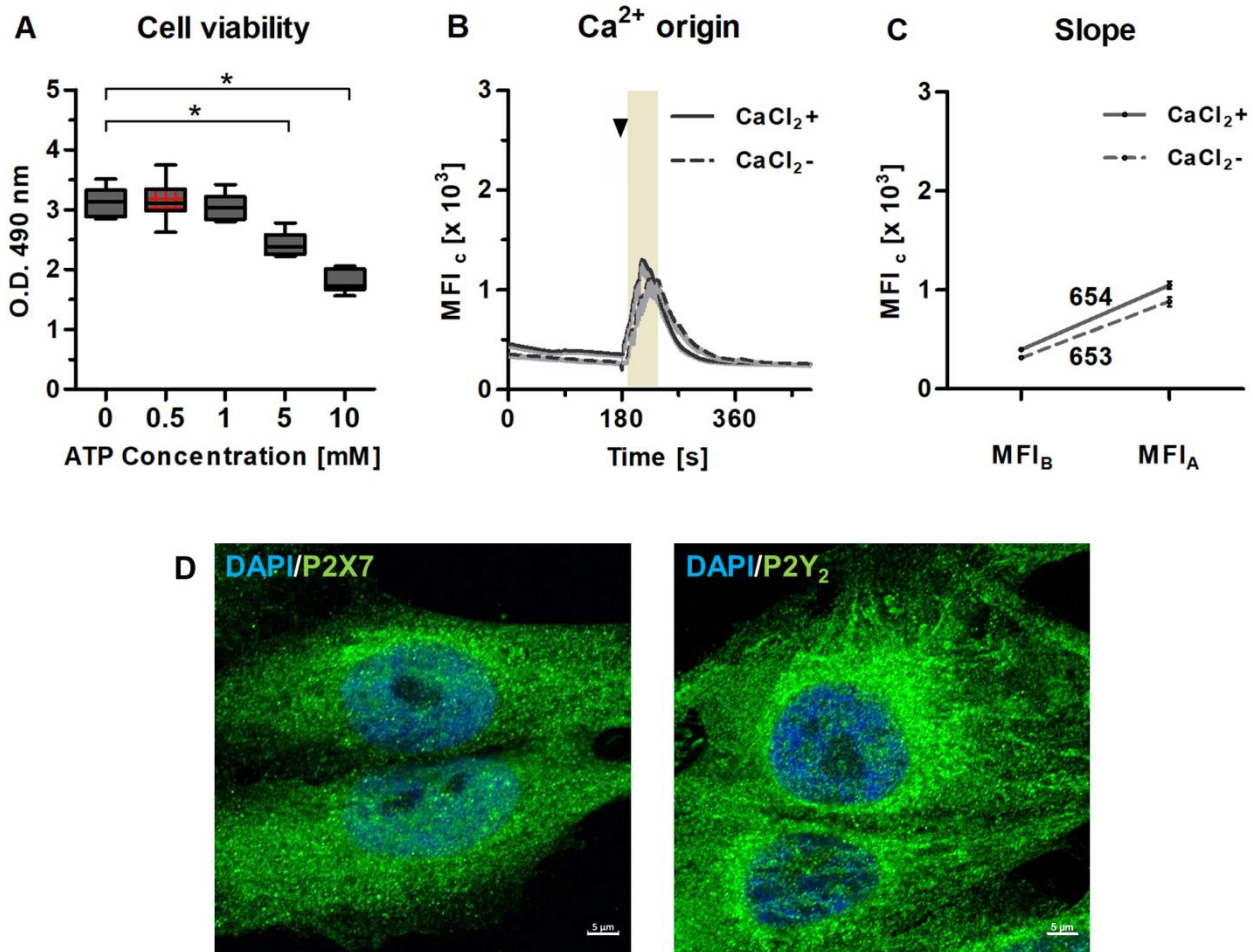 A
Cell viability
O.D. 490 nm
5
4
3
2
1
0
*
*
0 0.5 1 5 10
ATP Concentration [mM]
B
Ca²⁺ origin
MFI c [x 10³]
3
2
1
0
CaCl₂+
CaCl₂-
0 180 360
Time [s]
C
Slope
MFI c [x 10³]
3
2
1
0
CaCl₂+
CaCl₂-
654
653
MFI_B MFI_A
D
DAPI/P2X7
5 µm
DAPI/P2Y₂
5 µm